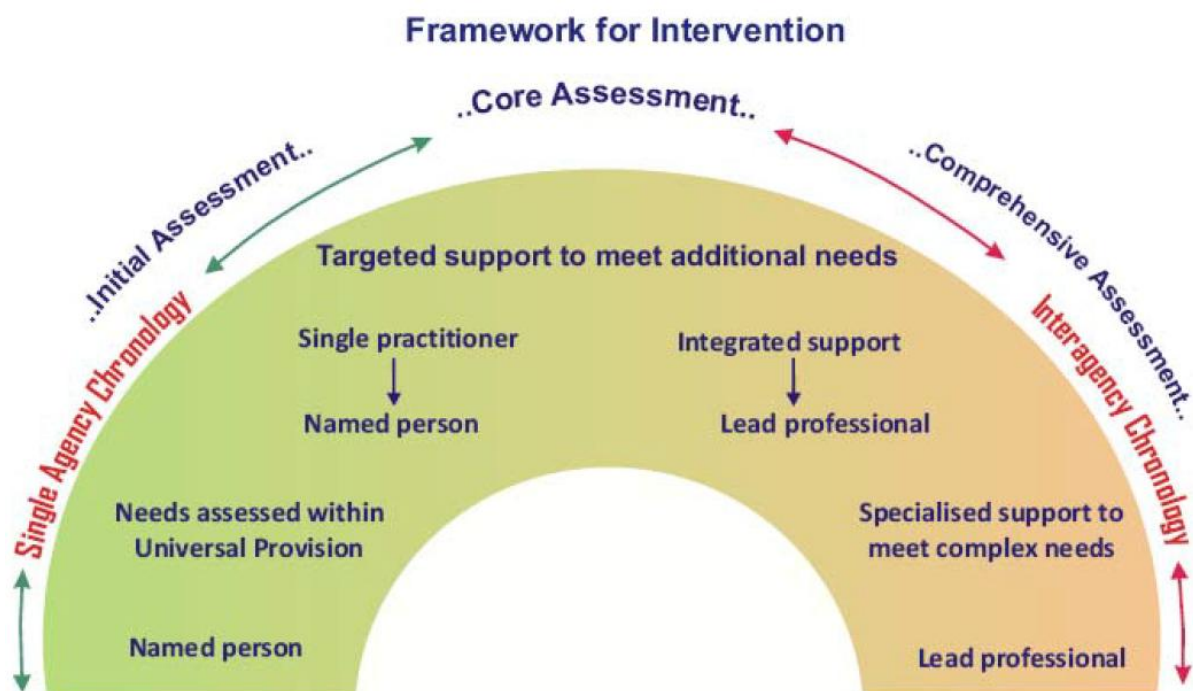 Framework for Intervention
..Core Assessment..
..Initial Assessment..
..Comprehensive Assessment..
Single Agency Chronology
Interagency Chronology
Targeted support to meet additional needs
Single practitioner
Integrated support
Named person
Lead professional
Needs assessed within
Universal Provision
Specialised support to
meet complex needs
Named person
Lead professional